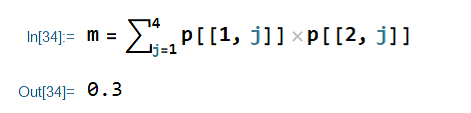 In[34]:= m = ∑_{j=1}^{4} p[[1, j]] × p[[2, j]]
Out[34]= 0.3